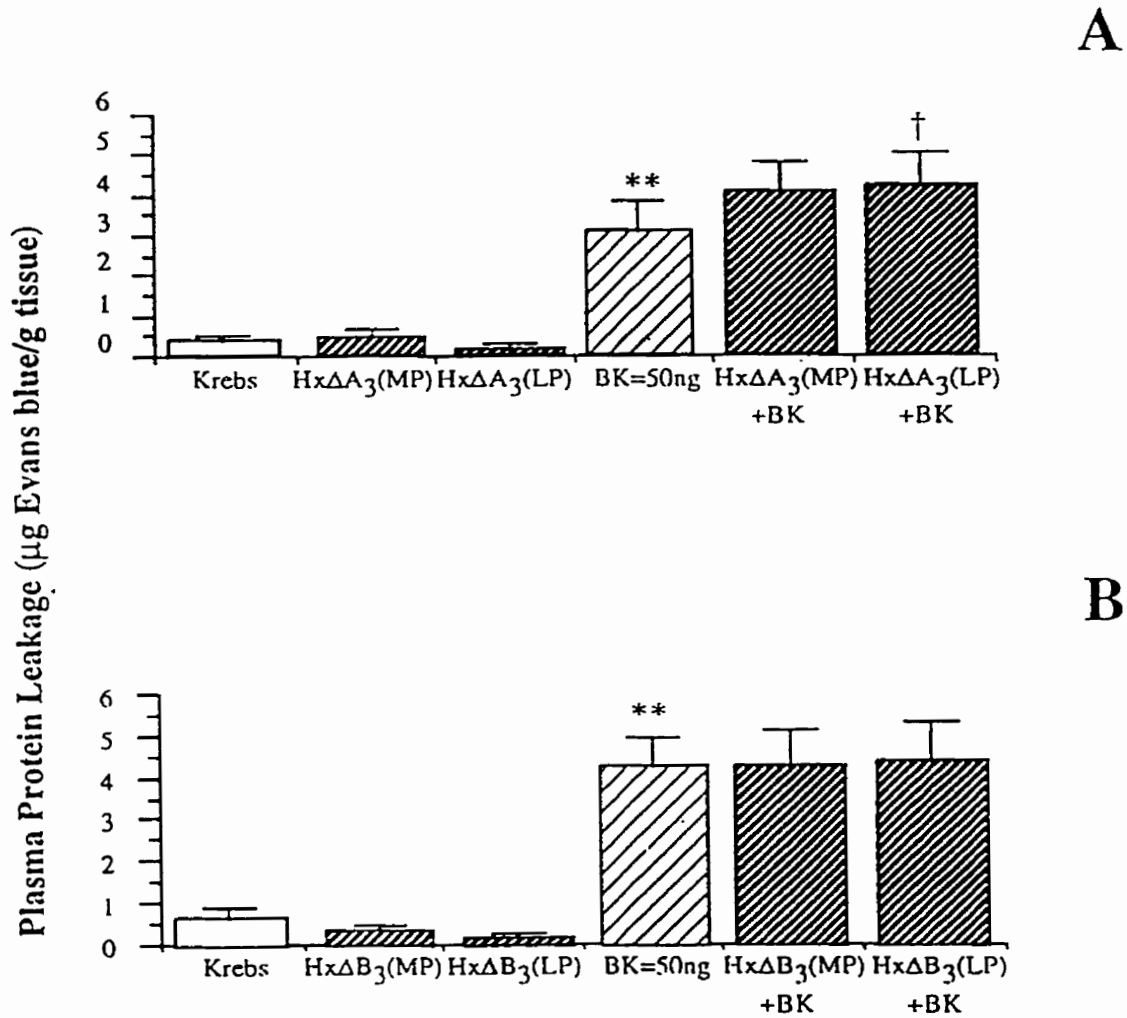 A
Plasma Protein Leakage (µg Evans blue/g tissue)
6
5
4
3
2
1
0
**
†
Krebs HxΔA3(MP) HxΔA3(LP) BK=50ng HxΔA3(MP) HxΔA3(LP)
+BK +BK
B
6
5
4
3
2
1
0
**
Krebs HxΔB3(MP) HxΔB3(LP) BK=50ng HxΔB3(MP) HxΔB3(LP)
+BK +BK